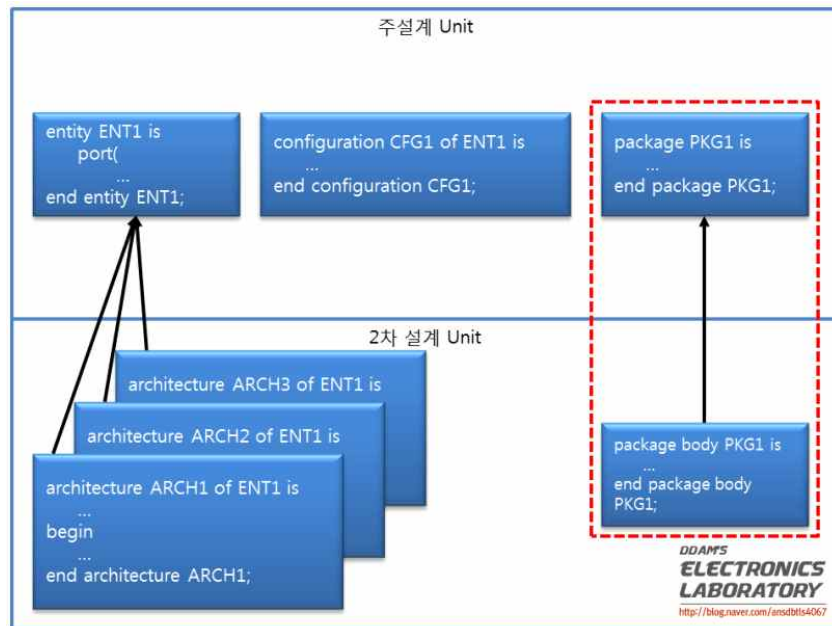 주설계 Unit
entity ENT1 is
port(
...
end entity ENT1;
configuration CFG1 of ENT1 is
...
end configuration CFG1;
package PKG1 is
...
end package PKG1;
2차 설계 Unit
architecture ARCH3 of ENT1 is
architecture ARCH2 of ENT1 is
architecture ARCH1 of ENT1 is
...
begin
...
end architecture ARCH1;
package body PKG1 is
...
end package body
PKG1;
DDAM'S
ELECTRONICS
LABORATORY
http://blog.naver.com/ansdbtls4067